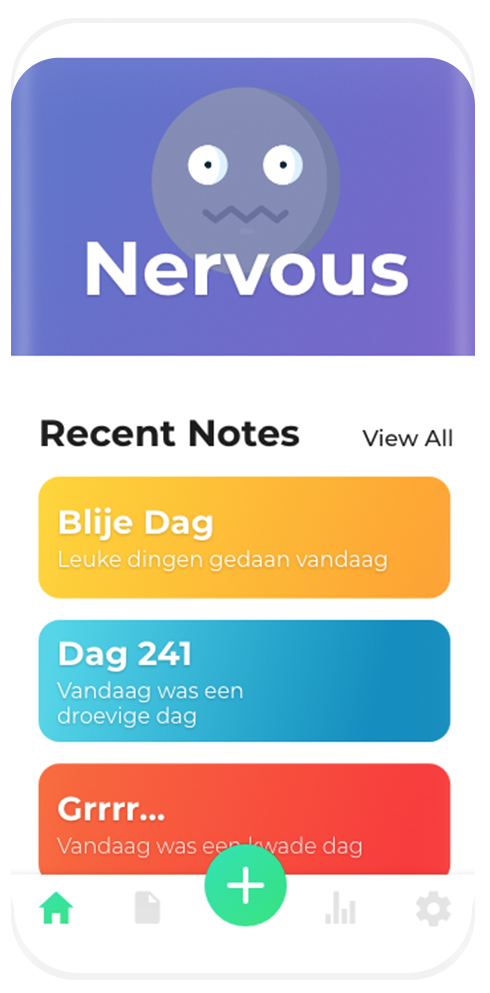 Nervous
Recent Notes
View All
Blije Dag
Leuke dingen gedaan vandaag
Dag 241
Vandaag was een
droevige dag
Grrrr...
Vandaag was een kwade dag